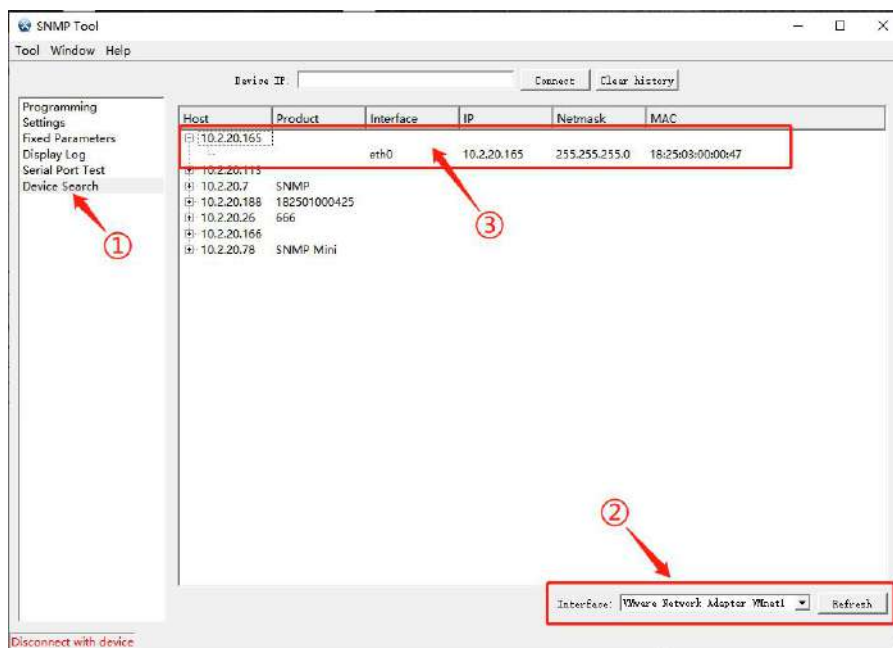 SNMP Tool
Tool Window Help
Device IP: Connect Clear history
Programming
Settings
Fixed Parameters
Display Log
Serial Port Test
Device Search
①
Host Product Interface IP Netmask MAC
10.2.20.165
-- eth0 10.2.20.165 255.255.255.0 18:25:03:00:00:47
10.2.20.113
10.2.20.7 SNMP
10.2.20.188 182501000425
10.2.20.26 666
10.2.20.166
10.2.20.78 SNMP Mini
③
②
Interface: VMware Network Adapter VMnet1 Refresh
Disconnect with device